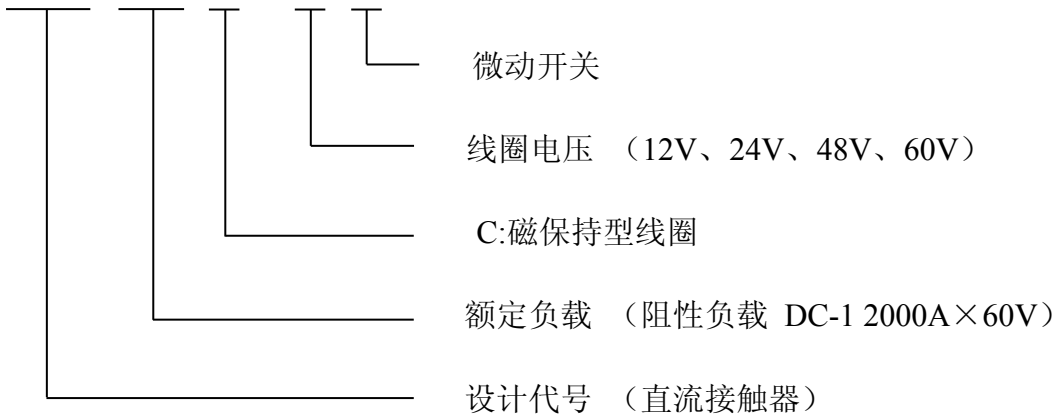 微动开关
线圈电压 （12V、24V、48V、60V）
C:磁保持型线圈
额定负载 （阻性负载 DC-1 2000A×60V）
设计代号 （直流接触器）